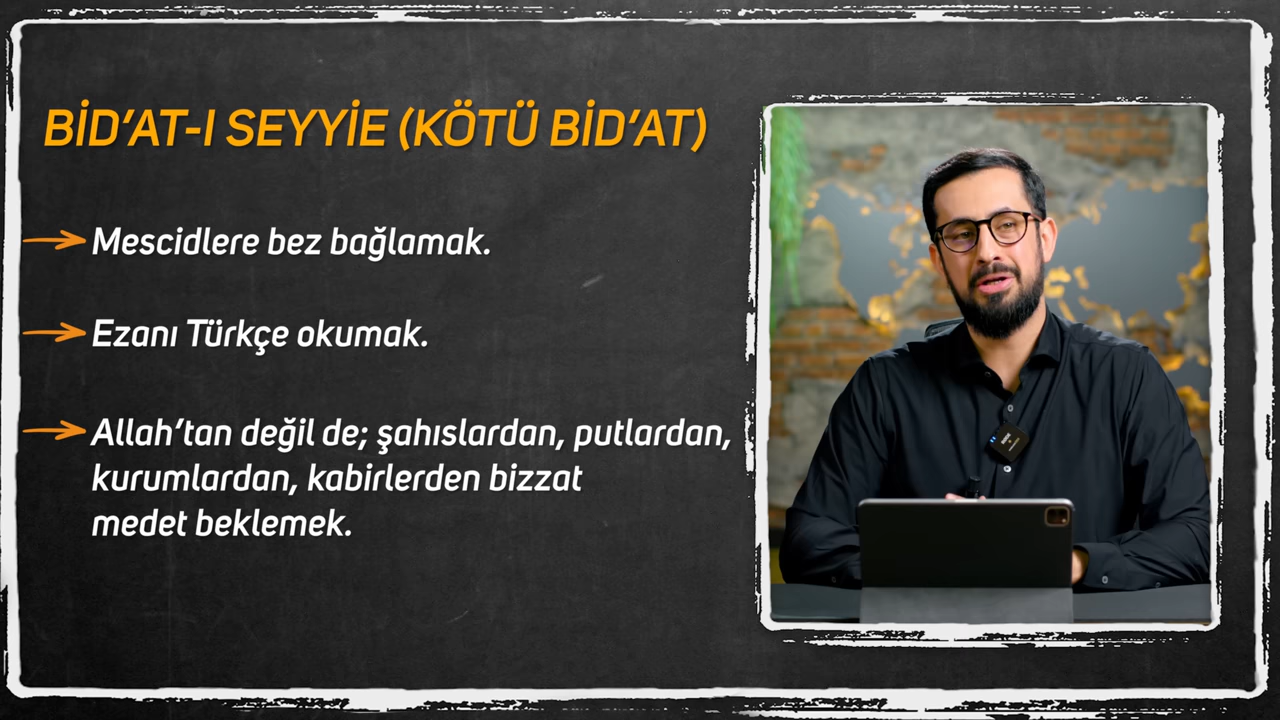 BİD’AT-I SEYYİE (KÖTÜ BİD’AT)
Mescidlere bez bağlamak.
Ezanı Türkçe okumak.
Allah’tan değil de; şahıslardan, putlardan,
kurumlardan, kabirlerden bizzat
medet beklemek.